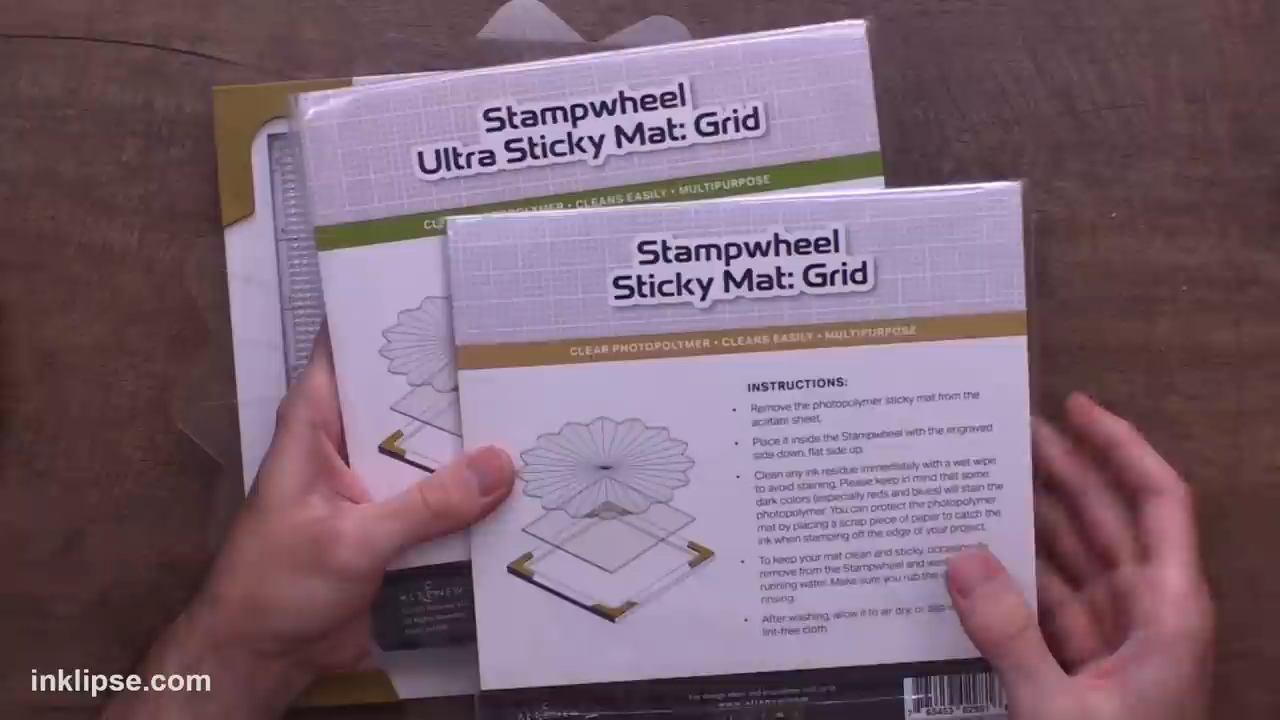 Stampwheel
Ultra Sticky Mat: Grid
CLEANS EASILY • MULTIPURPOSE
Stampwheel
Sticky Mat: Grid
CLEAR PHOTOPOLYMER • CLEANS EASILY • MULTIPURPOSE
INSTRUCTIONS:
• Remove the photopolymer sticky mat from the
acetate sheet.
• Place it inside the Stampwheel with the engraved
side down, flat side up.
• Clean any ink residue immediately with a wet wipe
to avoid staining. Please keep in mind that some
dark colors (especially reds and blues) will stain the
photopolymer. You can protect the photopolymer
mat by placing a scrap piece of paper to catch the
ink when stamping off the edge of your project.
• To keep your mat clean and sticky, occasionally
remove from the Stampwheel and
running water. Make sure you rub the
rinsing.
• After washing, allow it to air dry or
lint-free cloth
ALTENEW
inklipse.com